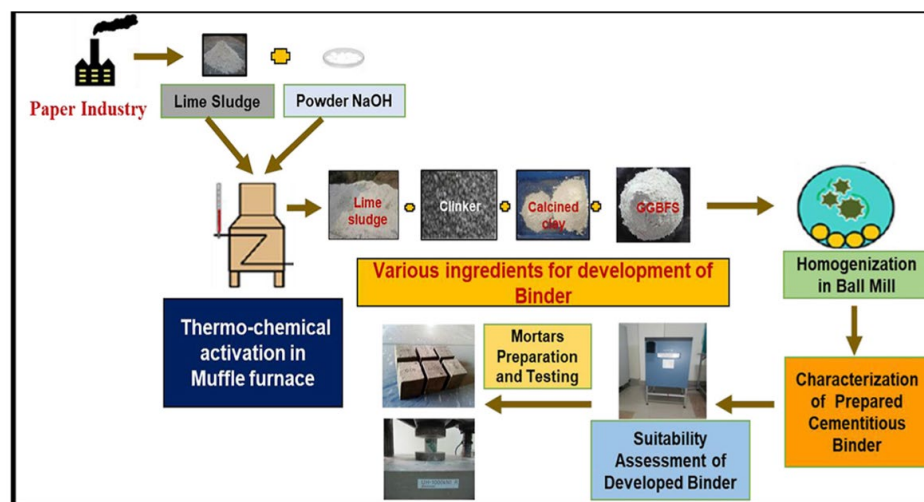 Paper Industry
Lime Sludge
Powder NaOH
Lime
sludge
Clinker
Calcined
clay
GGBFS
Various ingredients for development of
Binder
Homogenization
in Ball Mill
Thermo-chemical
activation in
Muffle furnace
Mortars
Preparation
and Testing
Suitability
Assessment of
Developed Binder
Characterization
of Prepared
Cementitious
Binder